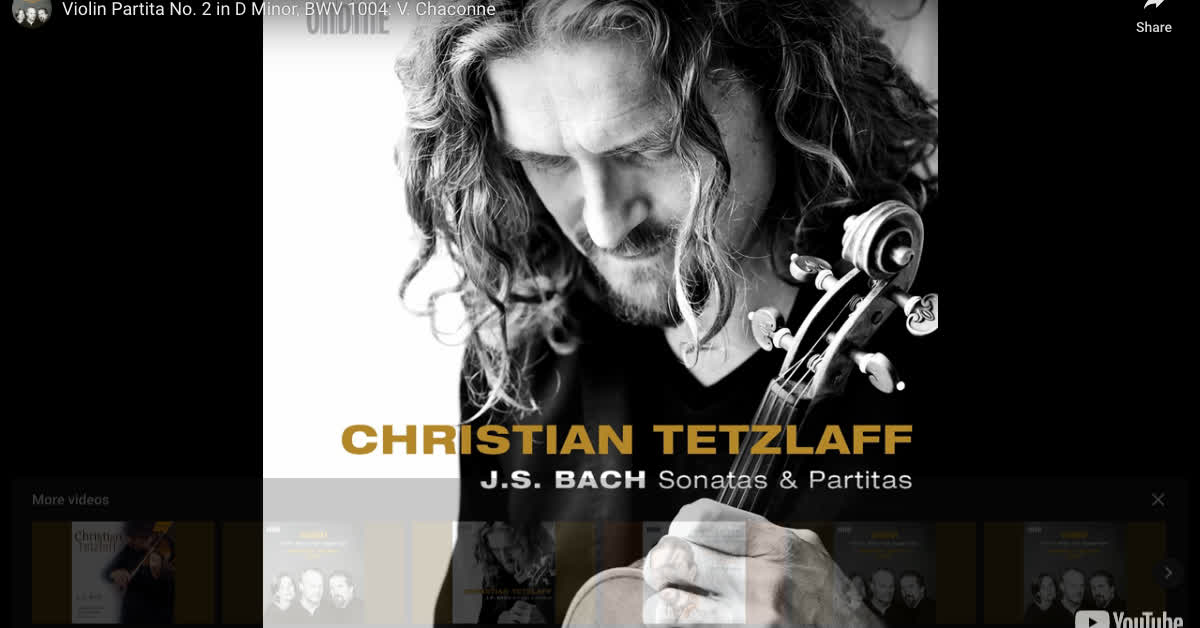 Violin Partita No. 2 in D Minor, BWV 1004: V. Chaconne
Share
ONDINE
CHRISTIAN TETZLAFF
J.S. BACH Sonatas & Partitas
More videos
Christian
Tetzlaff
YouTube